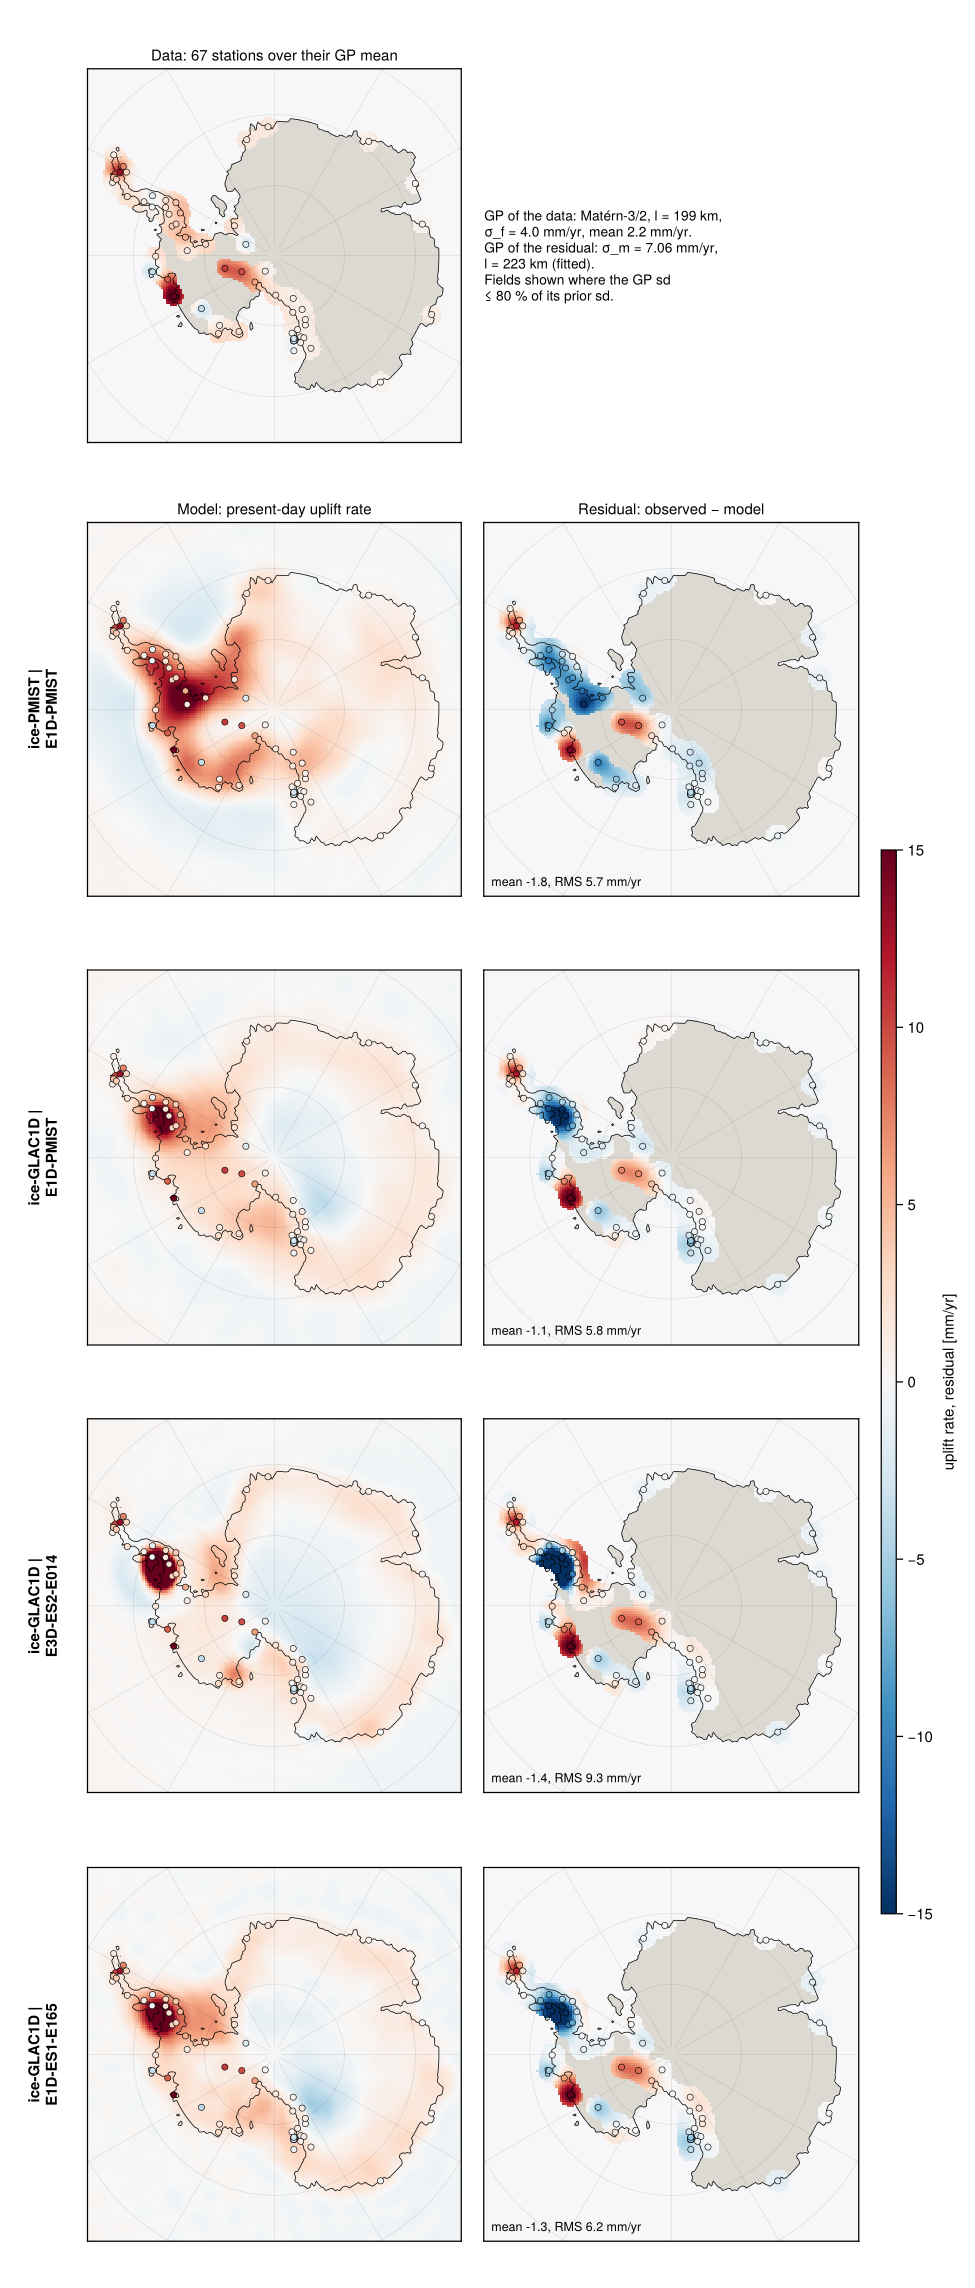 Data: 67 stations over their GP mean
GP of the data: Matérn-3/2, l = 199 km,
σ_f = 4.0 mm/yr, mean 2.2 mm/yr.
GP of the residual: σ_m = 7.06 mm/yr,
l = 223 km (fitted).
Fields shown where the GP sd
≤ 80 % of its prior sd.
Model: present-day uplift rate
Residual: observed − model
ice-PMIST |
E1D-PMIST
mean -1.8, RMS 5.7 mm/yr
ice-GLAC1D |
E1D-PMIST
mean -1.1, RMS 5.8 mm/yr
ice-GLAC1D |
E3D-ES2-E014
mean -1.4, RMS 9.3 mm/yr
ice-GLAC1D |
E1D-ES1-E165
mean -1.3, RMS 6.2 mm/yr
15
10
5
0
−5
−10
−15
uplift rate, residual [mm/yr]